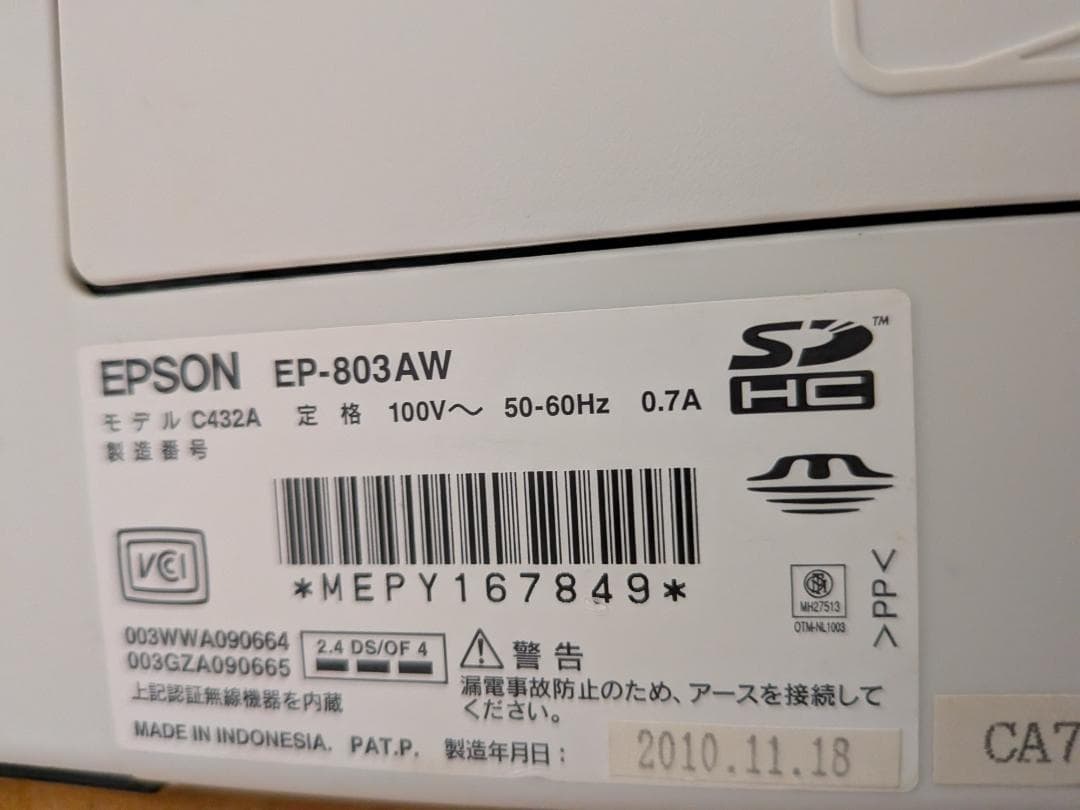 EPSON EP-803AW
SD™
HC
モデル C432A 定格 100V～ 50-60Hz 0.7A
製造番号
VCCI
*MEPY167849*
MH27513
OTM-NL1003
>PP<
003WWA090664
003GZA090665
2.4 DS/OF 4
上記認証無線機器を内蔵
警告
漏電事故防止のため、アースを接続して
ください。
MADE IN INDONESIA. PAT.P. 製造年月日：2010.11.18
CA7